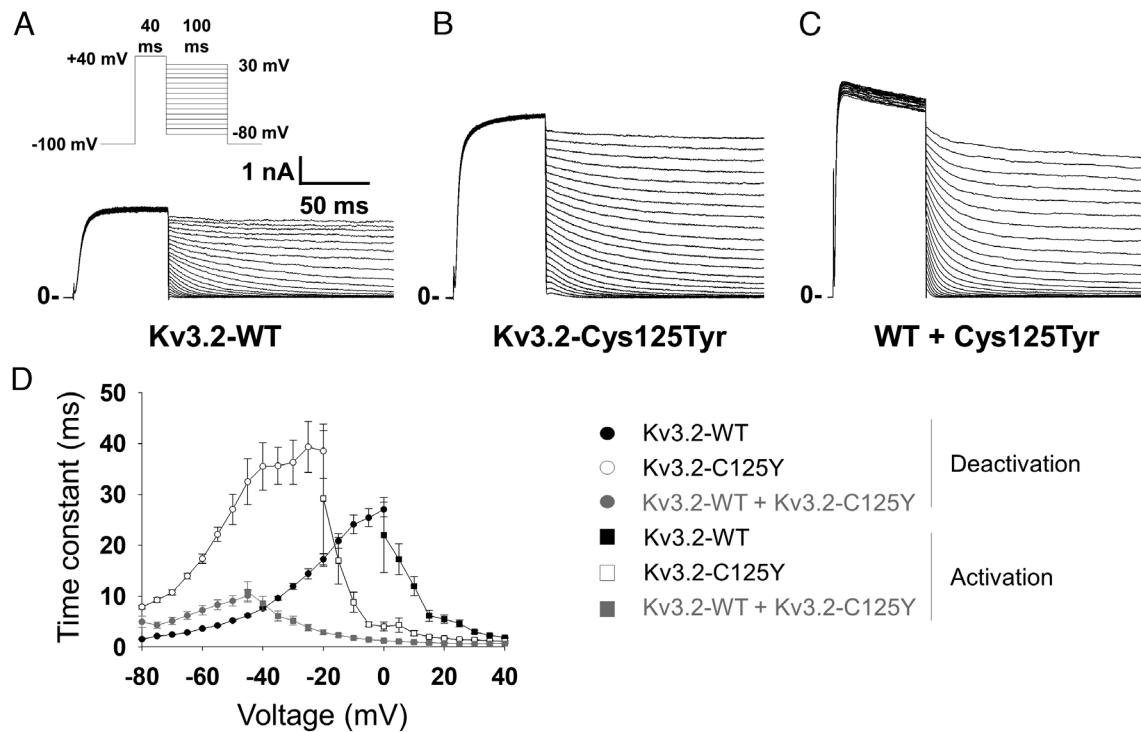 A
40 ms
100 ms
+40 mV
30 mV
-80 mV
-100 mV
1 nA
50 ms
0-
Kv3.2-WT
B
0-
Kv3.2-Cys125Tyr
C
0-
WT + Cys125Tyr
D
Time constant (ms)
50
40
30
20
10
0
-80
-60
-40
-20
0
20
40
Voltage (mV)
Kv3.2-WT
Kv3.2-C125Y
Kv3.2-WT + Kv3.2-C125Y
Deactivation
Kv3.2-WT
Kv3.2-C125Y
Kv3.2-WT + Kv3.2-C125Y
Activation